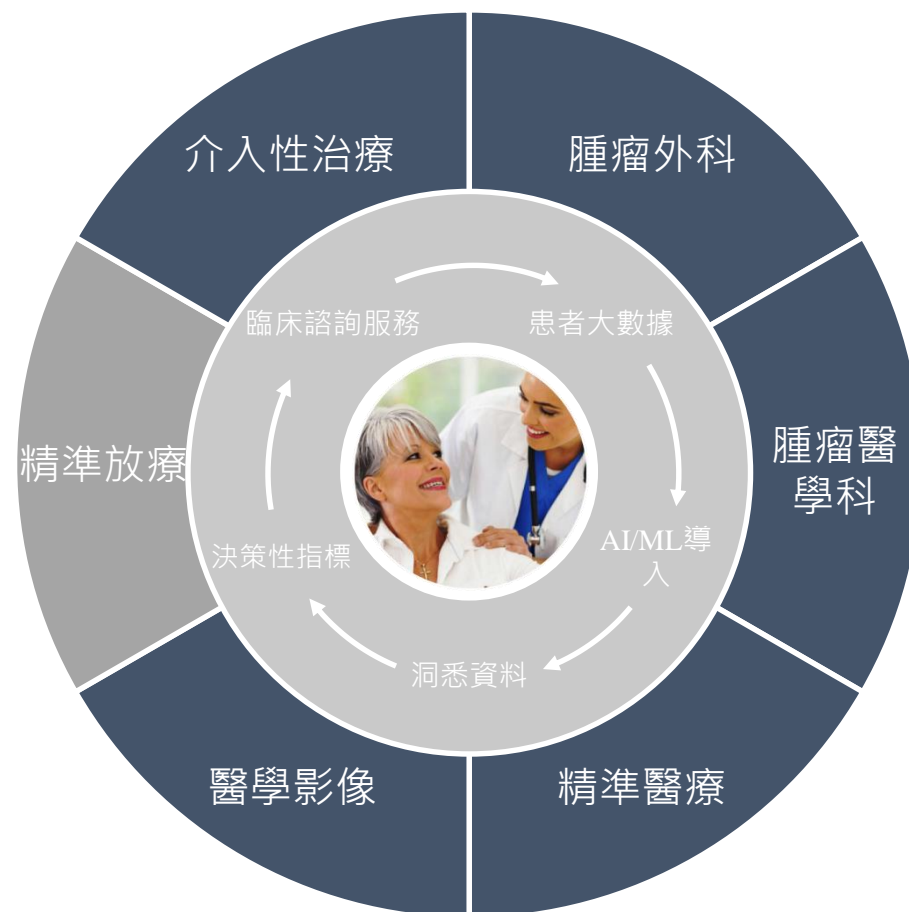 介入性治療
腫瘤外科
臨床諮詢服務
患者大數據
精準放療
腫瘤醫
學科
決策性指標
AI/ML導
入
洞悉資料
醫學影像
精準醫療